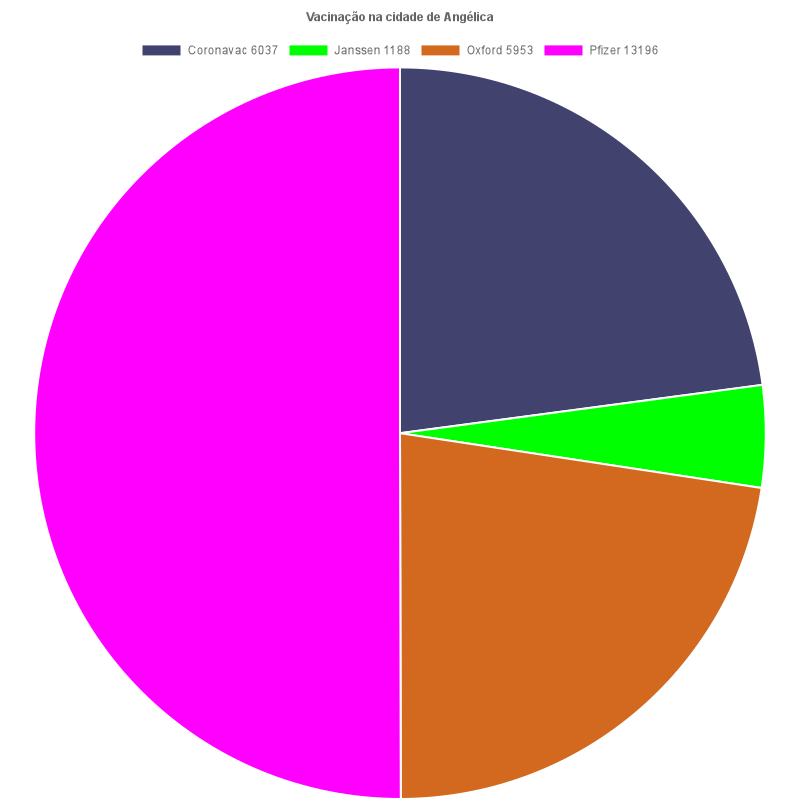 Vacinação na cidade de Angélica
Coronavac 6037 Janssen 1188 Oxford 5953 Pfizer 13196